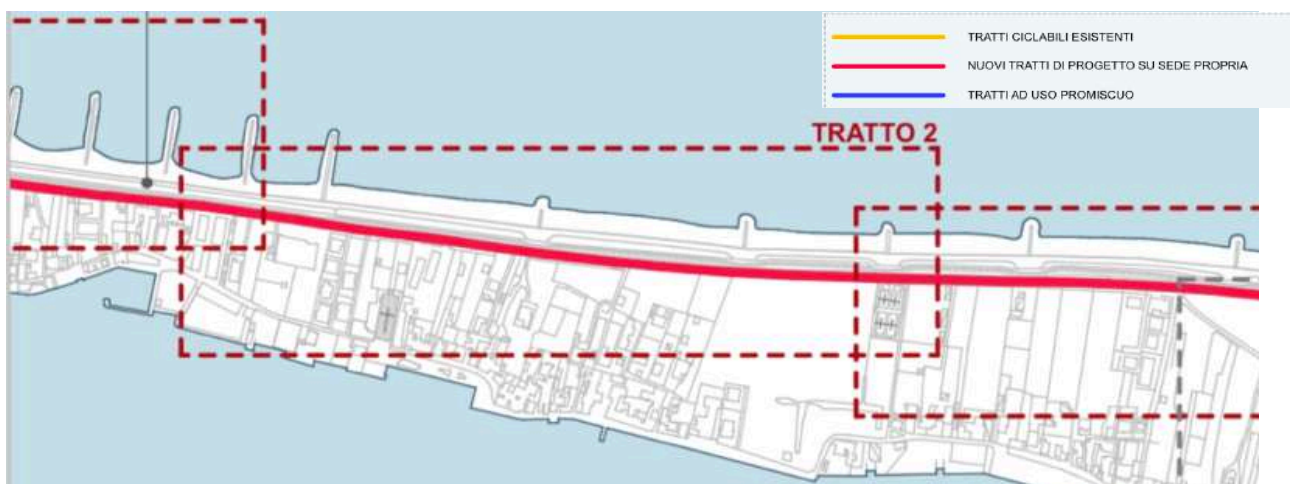 TRATTI CICLABILI ESISTENTI
NUOVI TRATTI DI PROGETTO SU SEDE PROPRIA
TRATTI AD USO PROMISCUO
TRATTO 2